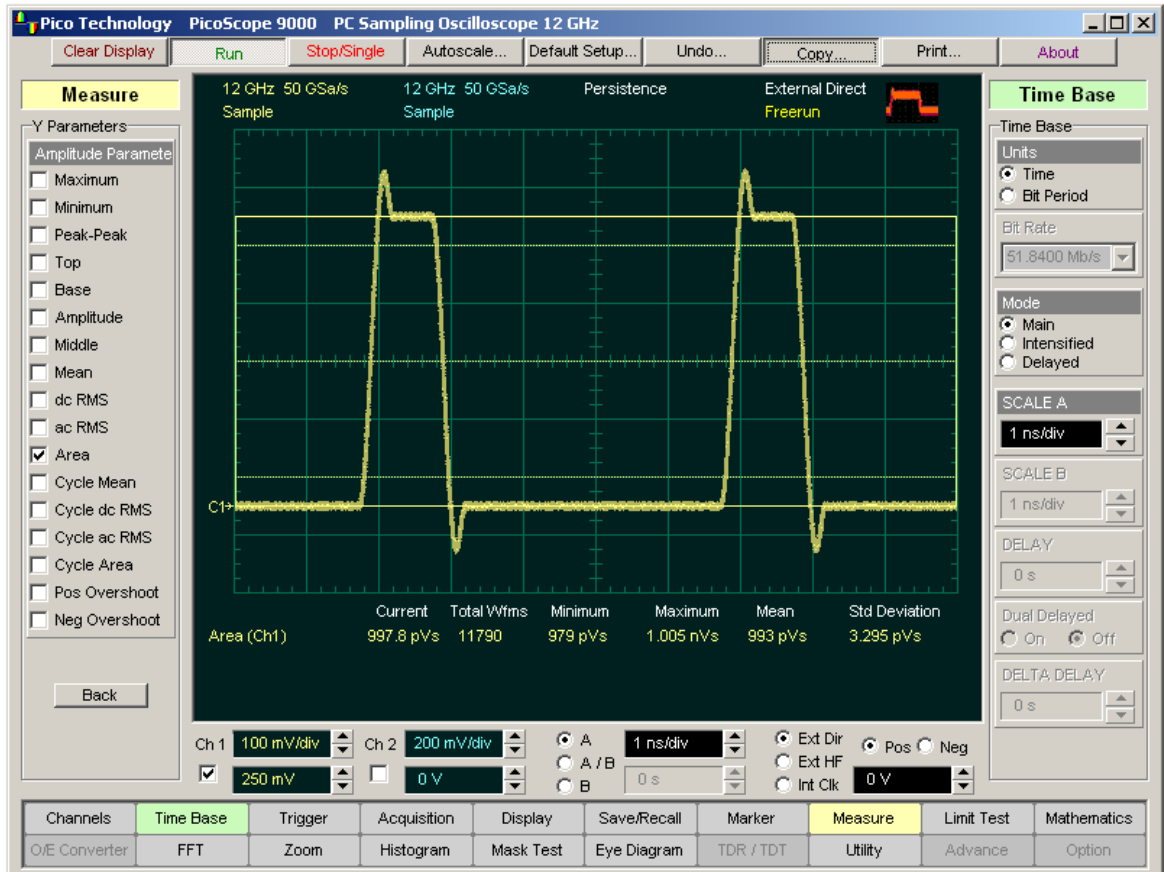 Pico Technology PicoScope 9000 PC Sampling Oscilloscope 12 GHz
Clear Display Run Stop/Single Autoscale... Default Setup... Undo... Copy... Print... About
Measure
Y Parameters
Amplitude Paramete
Maximum
Minimum
Peak-Peak
Top
Base
Amplitude
Middle
Mean
dc RMS
ac RMS
Area
Cycle Mean
Cycle dc RMS
Cycle ac RMS
Cycle Area
Pos Overshoot
Neg Overshoot
Back
12 GHz 50 GSa/s 12 GHz 50 GSa/s Persistence External Direct
Sample Sample Freerun
C1
Current Total Wfms Minimum Maximum Mean Std Deviation
Area (Ch1) 997.8 pVs 11790 979 pVs 1.005 nVs 993 pVs 3.295 pVs
Time Base
Time Base
Units
Time
Bit Period
Bit Rate
51.8400 Mb/s
Mode
Main
Intensified
Delayed
SCALE A
1 ns/div
SCALE B
1 ns/div
DELAY
0 s
Dual Delayed
On Off
DELTA DELAY
0 s
Ch 1 100 mV/div Ch 2 200 mV/div A 1 ns/div Ext Dir Pos Neg
A / B Ext HF
250 mV 0 V B 0 s Int Clk 0 V
Channels Time Base Trigger Acquisition Display Save/Recall Marker Measure Limit Test Mathematics
O/E Converter FFT Zoom Histogram Mask Test Eye Diagram TDR / TDT Utility Advance Option